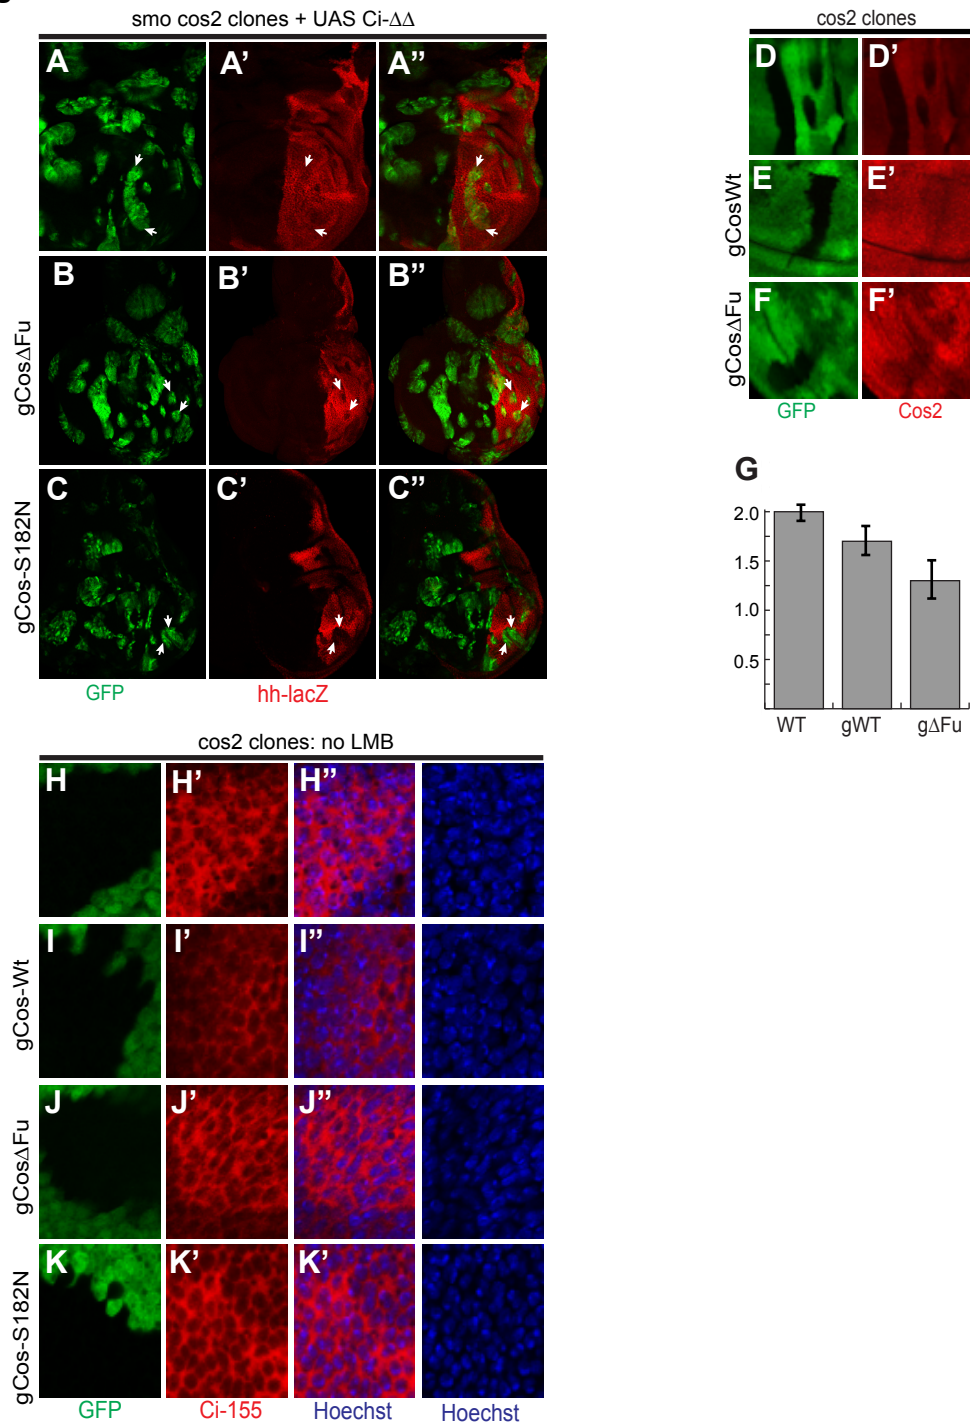 smo cos2 clones + UAS Ci-ΔΔ
A A' A"
gCosΔFu
B B' B"
gCos-S182N
C C' C"
GFP hh-lacZ
cos2 clones
D D'
gCosWt
E E'
gCosΔFu
F F'
GFP Cos2
G
2.0
1.5
1.0
0.5
WT gWT gΔFu
cos2 clones: no LMB
H H' H"
gCos-Wt
I I' I"
gCosΔFu
J J' J"
gCos-S182N
K K' K'
GFP Ci-155 Hoechst Hoechst